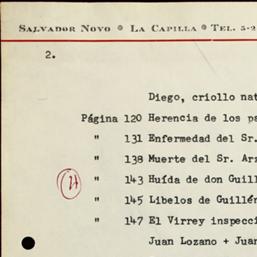 SALVADOR NOVO * LA CAPILLA * TEL. 5-2
2.
Diego, criollo nat
Página 120 Herencia de los pa
" 131 Enfermedad del Sr.
" 138 Muerte del Sr. Arz
" 143 Huída de don Guill
" 145 Libelos de Guillén
" 147 El Virrey inspecci
Juan Lozano + Juan